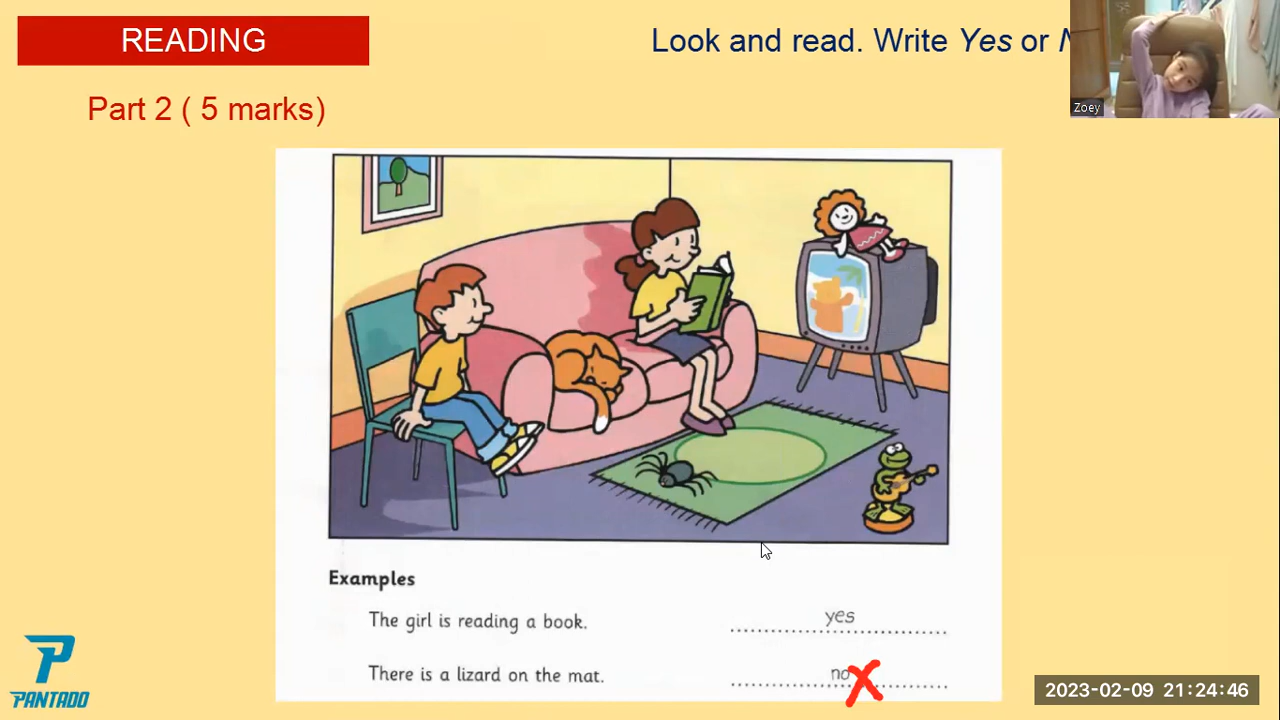 READING
Look and read. Write Yes or
Part 2 ( 5 marks)
Zoey
Examples
The girl is reading a book. yes
There is a lizard on the mat. no
PANTADO
2023-02-09 21:24:46